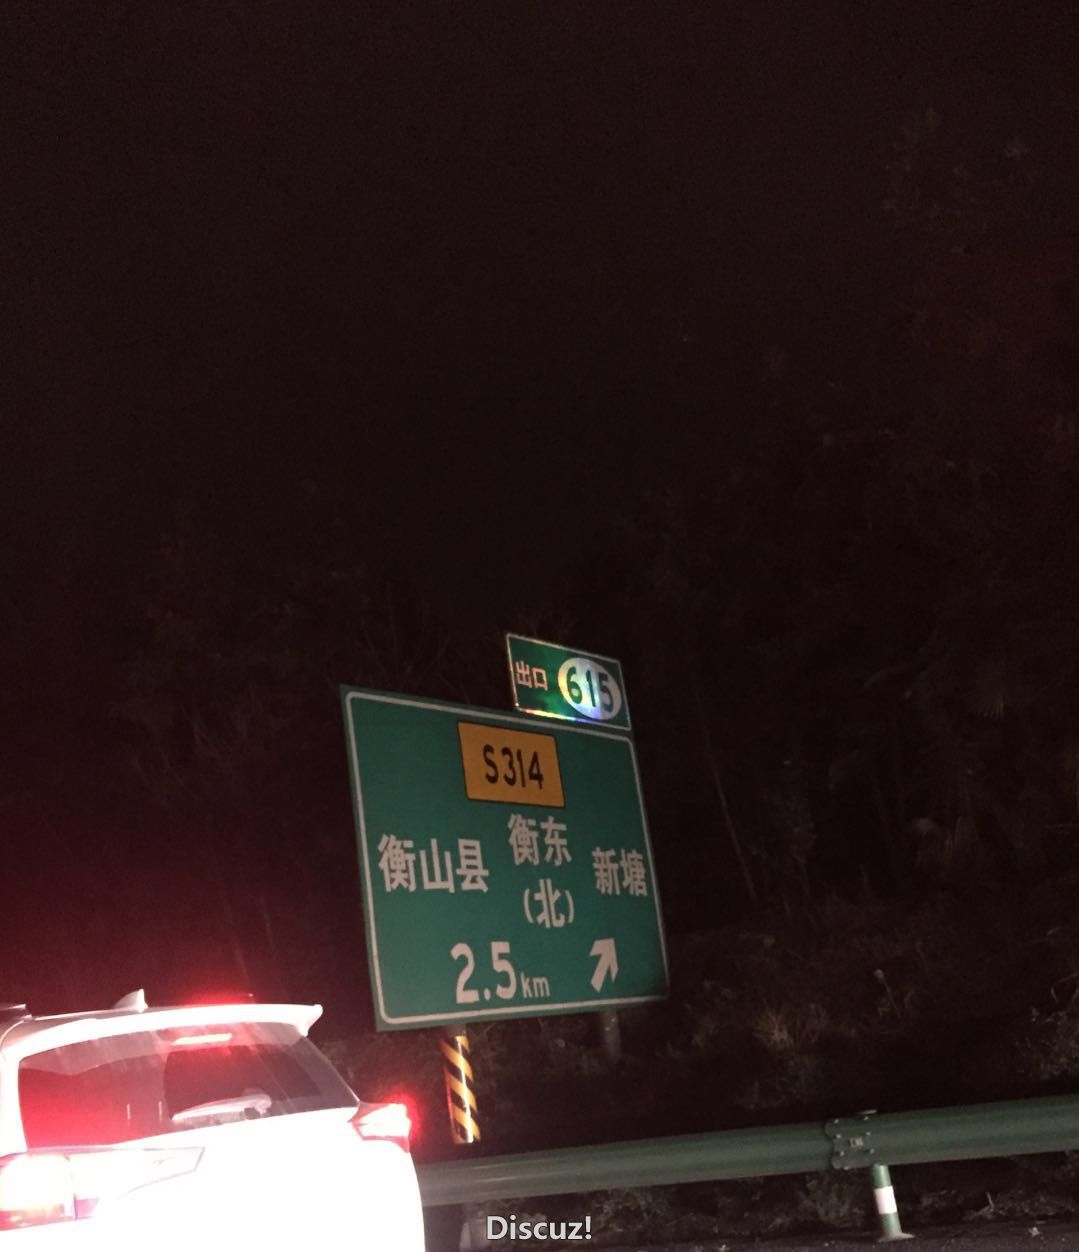 出口 615
S314
衡山县 衡东 新塘
(北)
2.5km
Discuz!